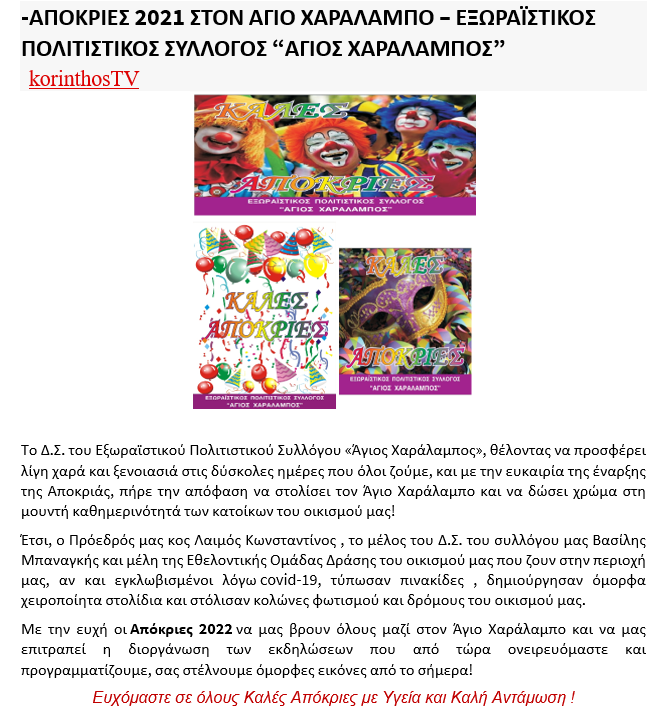 -ΑΠΟΚΡΙΕΣ 2021 ΣΤΟΝ ΑΓΙΟ ΧΑΡΑΛΑΜΠΟ – ΕΞΩΡΑΪΣΤΙΚΟΣ
ΠΟΛΙΤΙΣΤΙΚΟΣ ΣΥΛΛΟΓΟΣ “ΑΓΙΟΣ ΧΑΡΑΛΑΜΠΟΣ”
korinthosTV
ΚΑΛΕΣ
ΑΠΟΚΡΙΕΣ
ΕΞΩΡΑΪΣΤΙΚΟΣ ΠΟΛΙΤΙΣΤΙΚΟΣ ΣΥΛΛΟΓΟΣ
“ΑΓΙΟΣ ΧΑΡΑΛΑΜΠΟΣ”
ΚΑΛΕΣ
ΑΠΟΚΡΙΕΣ
ΕΞΩΡΑΪΣΤΙΚΟΣ ΠΟΛΙΤΙΣΤΙΚΟΣ ΣΥΛΛΟΓΟΣ
“ΑΓΙΟΣ ΧΑΡΑΛΑΜΠΟΣ”
ΚΑΛΕΣ
ΑΠΟΚΡΙΕΣ
ΕΞΩΡΑΪΣΤΙΚΟΣ ΠΟΛΙΤΙΣΤΙΚΟΣ ΣΥΛΛΟΓΟΣ
“ΑΓΙΟΣ ΧΑΡΑΛΑΜΠΟΣ”
Το Δ.Σ. του Εξωραϊστικού Πολιτιστικού Συλλόγου «Άγιος Χαράλαμπος», θέλοντας να προσφέρει
λίγη χαρά και ξενοιασιά στις δύσκολες ημέρες που όλοι ζούμε, και με την ευκαιρία της έναρξης
της Αποκριάς, πήρε την απόφαση να στολίσει τον Άγιο Χαράλαμπο και να δώσει χρώμα στη
μουντή καθημερινότητα των κατοίκων του οικισμού μας!
Έτσι, ο Πρόεδρός μας κος Λαιμός Κωνσταντίνος , το μέλος του Δ.Σ. του συλλόγου μας Βασίλης
Μπαναγκής και μέλη της Εθελοντικής Ομάδας Δράσης του οικισμού μας που ζουν στην περιοχή
μας, αν και εγκλωβισμένοι λόγω covid-19, τύπωσαν πινακίδες , δημιούργησαν όμορφα
χειροποίητα στολίδια και στόλισαν κολώνες φωτισμού και δρόμους του οικισμού μας.
Με την ευχή οι Απόκριες 2022 να μας βρουν όλους μαζί στον Άγιο Χαράλαμπο και να μας
επιτραπεί η διοργάνωση των εκδηλώσεων που από τώρα ονειρευόμαστε και
προγραμματίζουμε, σας στέλνουμε όμορφες εικόνες από το σήμερα!
Ευχόμαστε σε όλους Καλές Απόκριες με Υγεία και Καλή Αντάμωση !